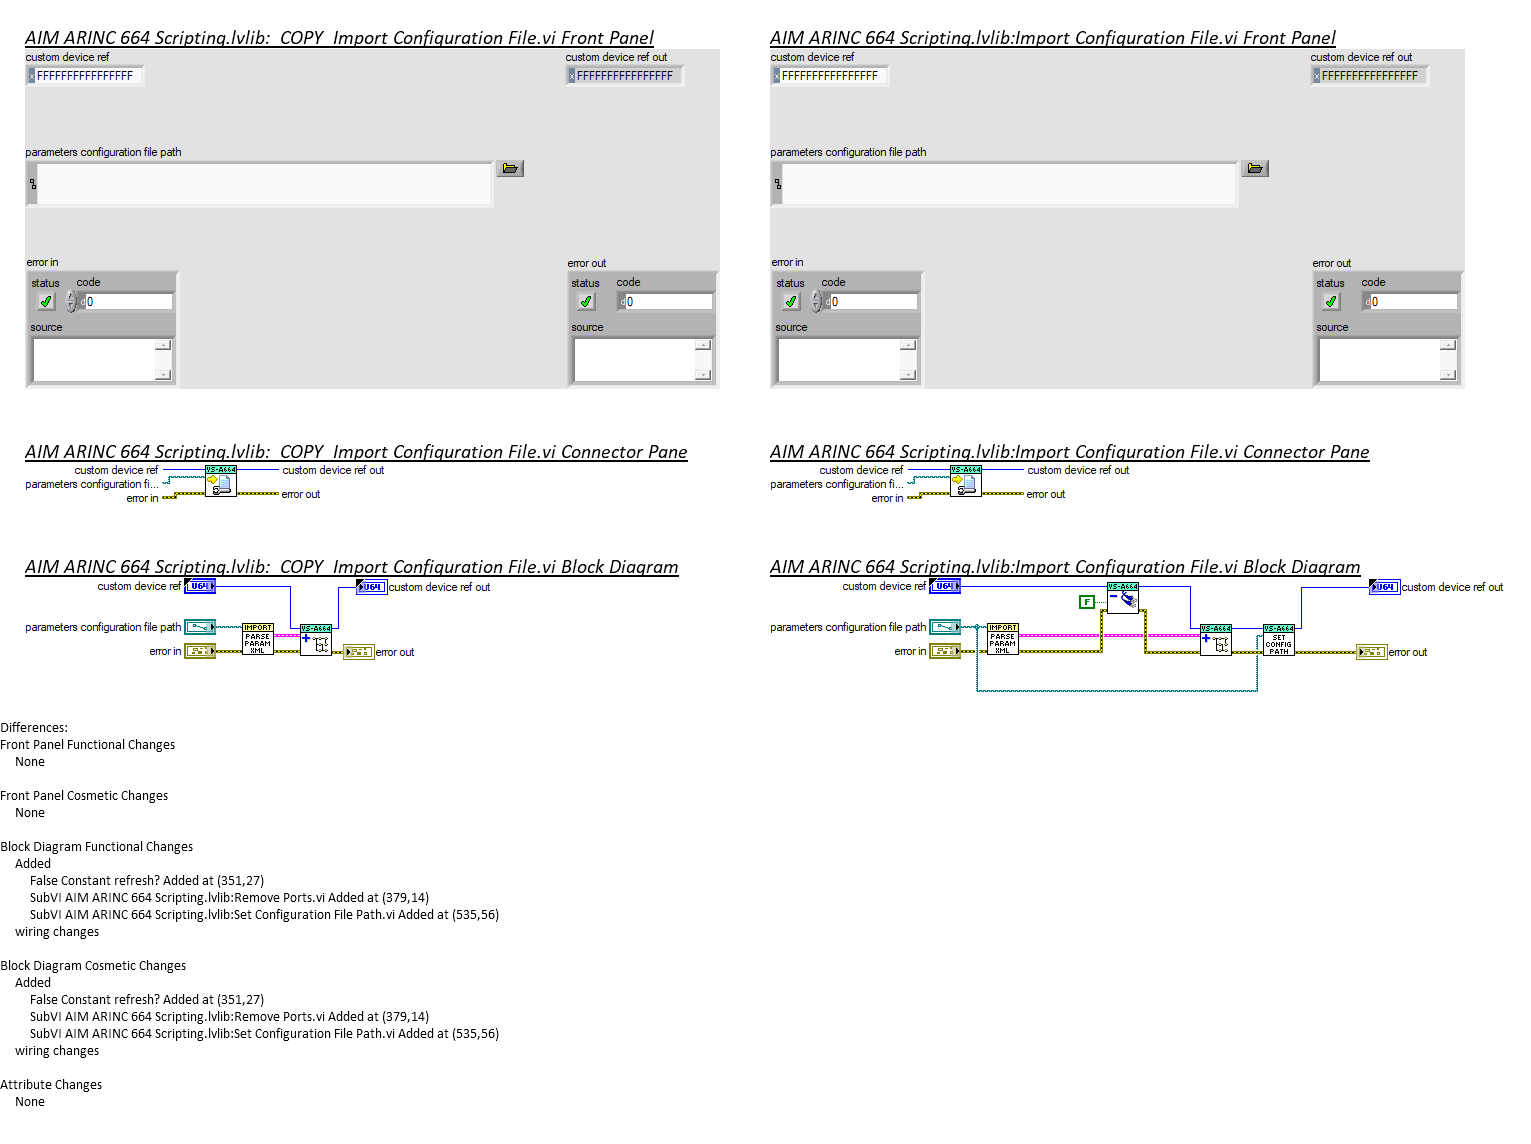 AIM ARINC 664 Scripting.lvlib:  COPY  Import Configuration File.vi Front Panel
custom device ref
custom device ref out
x FFFFFFFFFFFFFFFF
x FFFFFFFFFFFFFFFF
parameters configuration file path
error in
error out
status
code
status
code
d 0
d 0
source
source
AIM ARINC 664 Scripting.lvlib:Import Configuration File.vi Front Panel
custom device ref
custom device ref out
x FFFFFFFFFFFFFFFF
x FFFFFFFFFFFFFFFF
parameters configuration file path
error in
error out
status
code
status
code
d 0
d 0
source
source
AIM ARINC 664 Scripting.lvlib:  COPY  Import Configuration File.vi Connector Pane
custom device ref
VS-A664
custom device ref out
parameters configuration fi...
error in
error out
AIM ARINC 664 Scripting.lvlib:Import Configuration File.vi Connector Pane
custom device ref
VS-A664
custom device ref out
parameters configuration fi...
error in
error out
AIM ARINC 664 Scripting.lvlib:  COPY  Import Configuration File.vi Block Diagram
custom device ref
U64
U64
custom device ref out
parameters configuration file path
IMPORT
PARSE
PARAM
XML
VS-A664
error in
error out
AIM ARINC 664 Scripting.lvlib:Import Configuration File.vi Block Diagram
custom device ref
U64
VS-A664
U64
custom device ref out
F
parameters configuration file path
IMPORT
PARSE
PARAM
XML
VS-A664
VS-A664
SET
CONFIG
PATH
error in
error out
Differences:
Front Panel Functional Changes
None
Front Panel Cosmetic Changes
None
Block Diagram Functional Changes
Added
False Constant refresh? Added at (351,27)
SubVI AIM ARINC 664 Scripting.lvlib:Remove Ports.vi Added at (379,14)
SubVI AIM ARINC 664 Scripting.lvlib:Set Configuration File Path.vi Added at (535,56)
wiring changes
Block Diagram Cosmetic Changes
Added
False Constant refresh? Added at (351,27)
SubVI AIM ARINC 664 Scripting.lvlib:Remove Ports.vi Added at (379,14)
SubVI AIM ARINC 664 Scripting.lvlib:Set Configuration File Path.vi Added at (535,56)
wiring changes
Attribute Changes
None